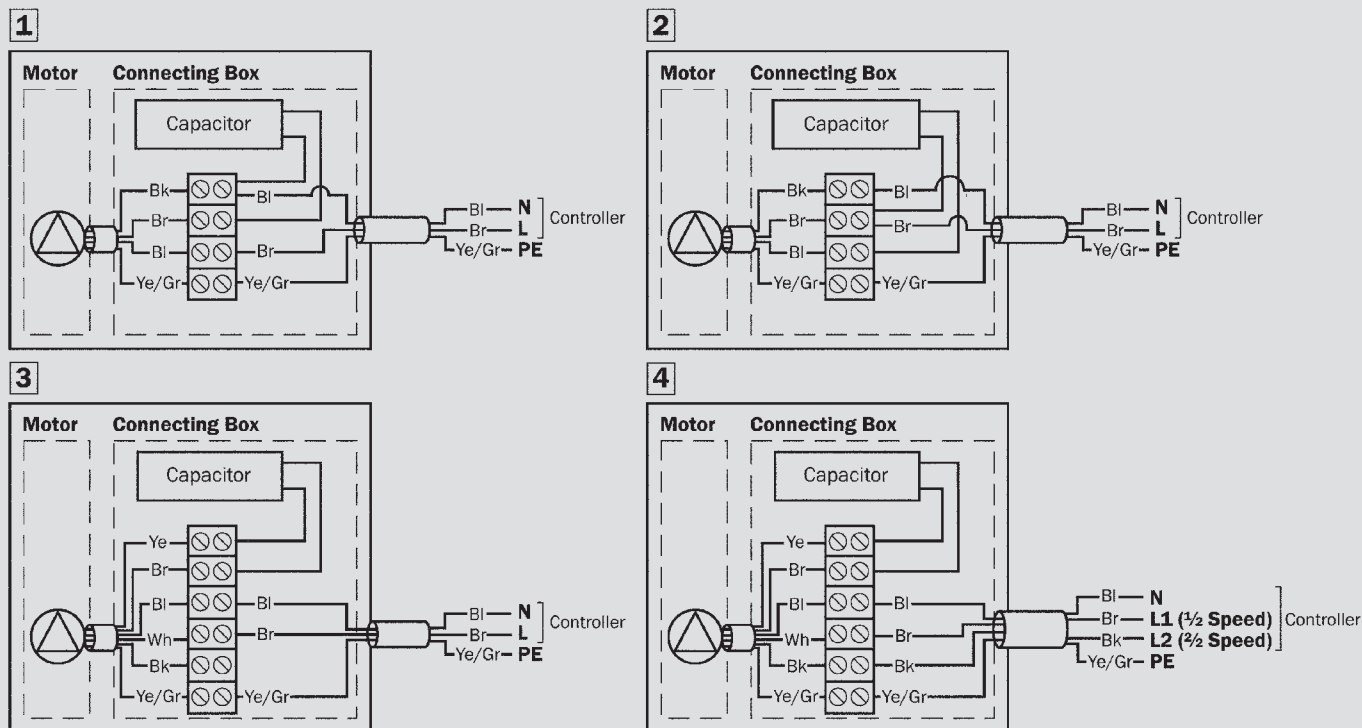 1
Motor Connecting Box
Capacitor
Bk Bl
Br
Bl Br
Ye/Gr Ye/Gr
Bl N
Br L
Ye/Gr PE
Controller
2
Motor Connecting Box
Capacitor
Bk Bl
Br Br
Bl
Ye/Gr Ye/Gr
Bl N
Br L
Ye/Gr PE
Controller
3
Motor Connecting Box
Capacitor
Ye
Br
Bl Bl
Wh Br
Bk
Ye/Gr Ye/Gr
Bl N
Br L
Ye/Gr PE
Controller
4
Motor Connecting Box
Capacitor
Ye
Br
Bl Bl
Wh Br
Bk Bk
Ye/Gr Ye/Gr
Bl N
Br L1 (½ Speed)
Bk L2 (²⁄₂ Speed)
Ye/Gr PE
Controller